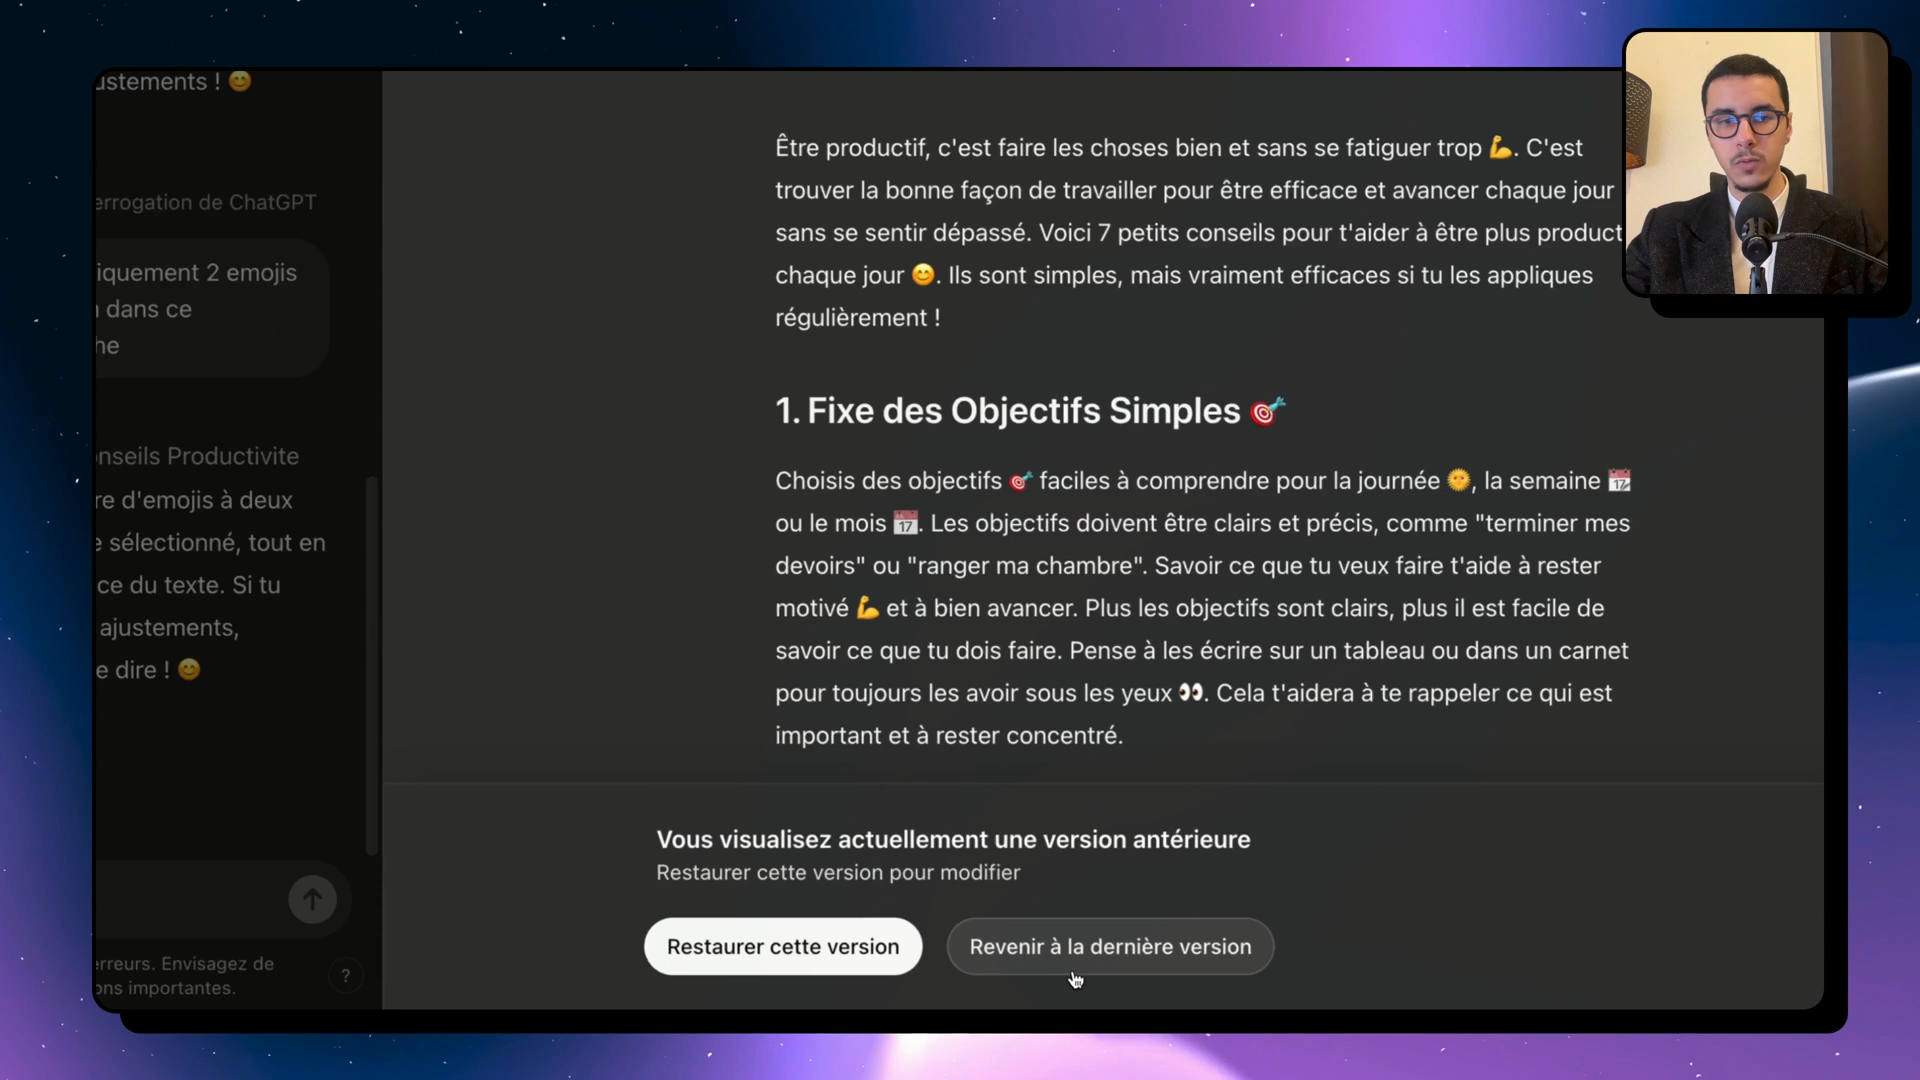 ustements ! 😊
errogation de ChatGPT
iquement 2 emojis
dans ce
he
nseils Productivite
re d'emojis à deux
e sélectionné, tout en
ce du texte. Si tu
ajustements,
e dire ! 😊
erreurs. Envisagez de
ons importantes.
?
Être productif, c'est faire les choses bien et sans se fatiguer trop 💪. C'est
trouver la bonne façon de travailler pour être efficace et avancer chaque jour
sans se sentir dépassé. Voici 7 petits conseils pour t'aider à être plus product
chaque jour 😊. Ils sont simples, mais vraiment efficaces si tu les appliques
régulièrement !
1. Fixe des Objectifs Simples 🎯
Choisis des objectifs 🎯 faciles à comprendre pour la journée 🌞, la semaine 📆
ou le mois 📅. Les objectifs doivent être clairs et précis, comme "terminer mes
devoirs" ou "ranger ma chambre". Savoir ce que tu veux faire t'aide à rester
motivé 💪 et à bien avancer. Plus les objectifs sont clairs, plus il est facile de
savoir ce que tu dois faire. Pense à les écrire sur un tableau ou dans un carnet
pour toujours les avoir sous les yeux 👀. Cela t'aidera à te rappeler ce qui est
important et à rester concentré.
Vous visualisez actuellement une version antérieure
Restaurer cette version pour modifier
Restaurer cette version
Revenir à la dernière version